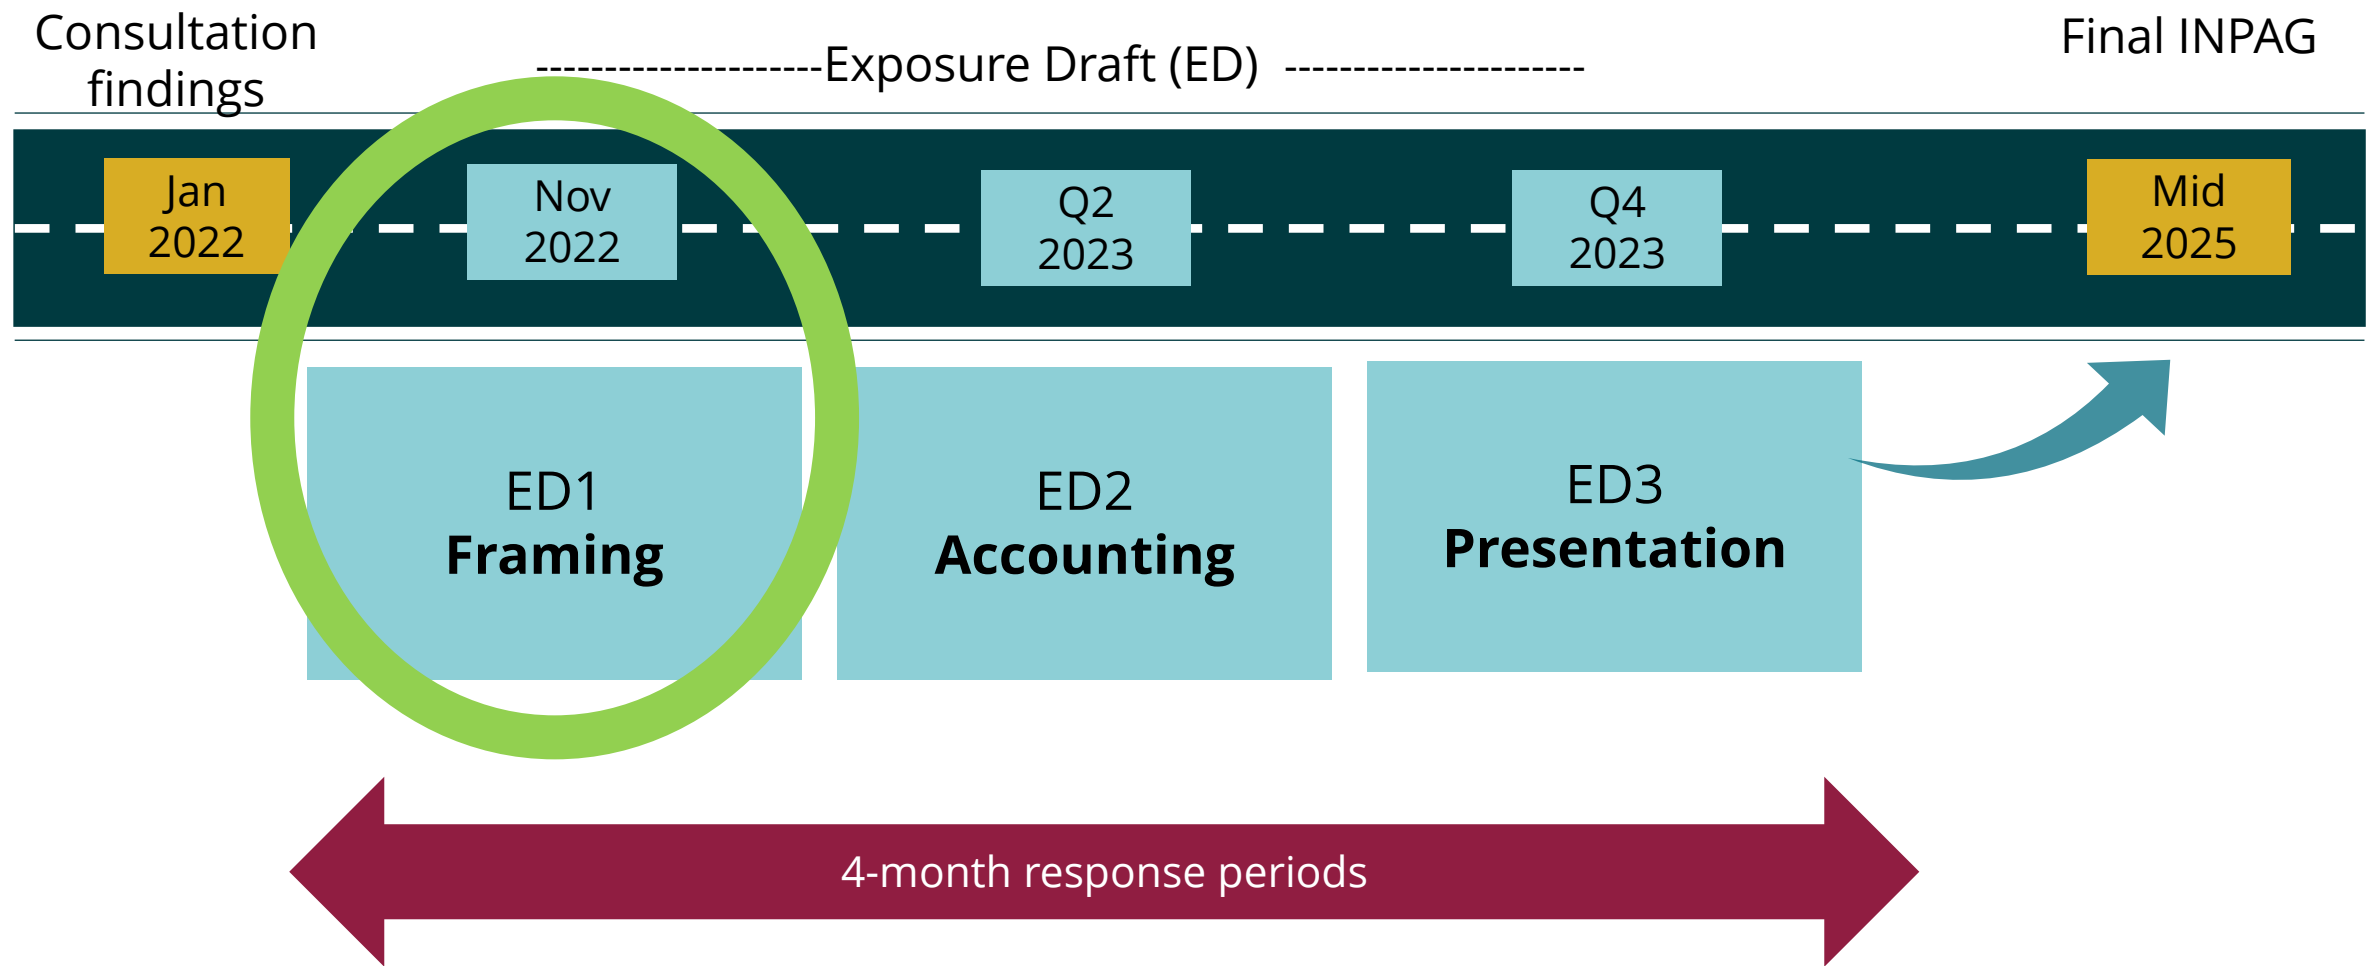 Consultation
findings
---------------------Exposure Draft (ED) ----------------------
Final INPAG
Jan
2022
Nov
2022
Q2
2023
Q4
2023
Mid
2025
ED1
Framing
ED2
Accounting
ED3
Presentation
4-month response periods